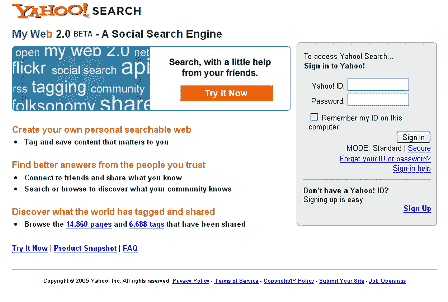 YAHOO! SEARCH
My Web 2.0 BETA - A Social Search Engine
open my web 2.0 net
flickr social search api
rss tagging community
folksonomy share
Search, with a little help
from your friends.
Try It Now
Create your own personal searchable web
• Tag and save content that matters to you
Find better answers from the people you trust
• Connect to friends and share what you know
• Search or browse to discover what your community knows
Discover what the world has tagged and shared
• Browse the 14,860 pages and 6,688 tags that have been shared
Try It Now | Product Snapshot | FAQ
To access Yahoo! Search...
Sign in to Yahoo!
Yahoo! ID:
Password:
Remember my ID on this
computer
Sign In
MODE: Standard | Secure
Forget your ID or password?
Sign-in help
Don't have a Yahoo! ID?
Signing up is easy.
Sign Up
Copyright © 2005 Yahoo! Inc. All rights reserved. Privacy Policy - Terms of Service - Copyright/IP Policy - Submit Your Site - Job Openings